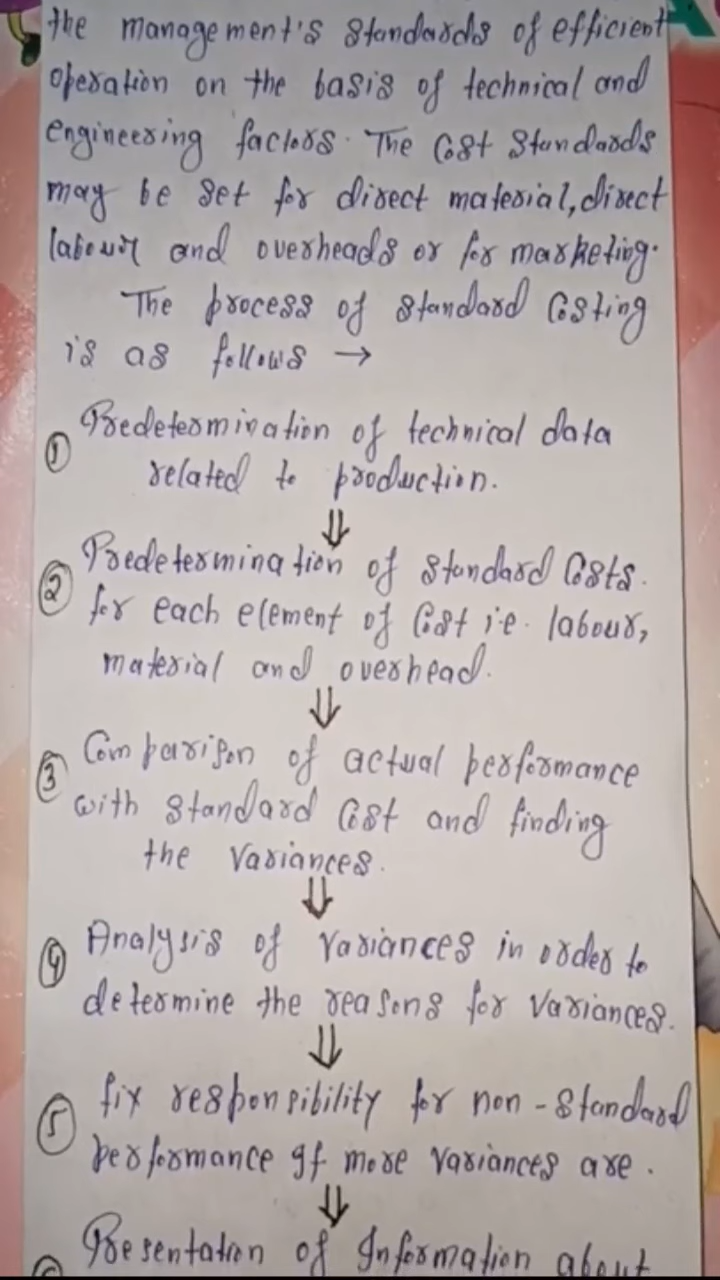 the management's standards of efficient
operation on the basis of technical and
engineering factors. The Cost Standards
may be set for direct material, direct
labour and overheads or for marketing.
The process of standard Costing
is as follows →
① Predetermination of technical data
related to production.
⇓
② Predetermination of standard Costs.
for each element of Cost i.e. labour,
material and overhead.
⇓
③ Comparison of actual performance
with standard Cost and finding
the Variances.
⇓
④ Analysis of variances in order to
determine the reasons for variances.
⇓
⑤ fix responsibility for non-standard
performance If more variances are.
⇓
Presentation of Information about